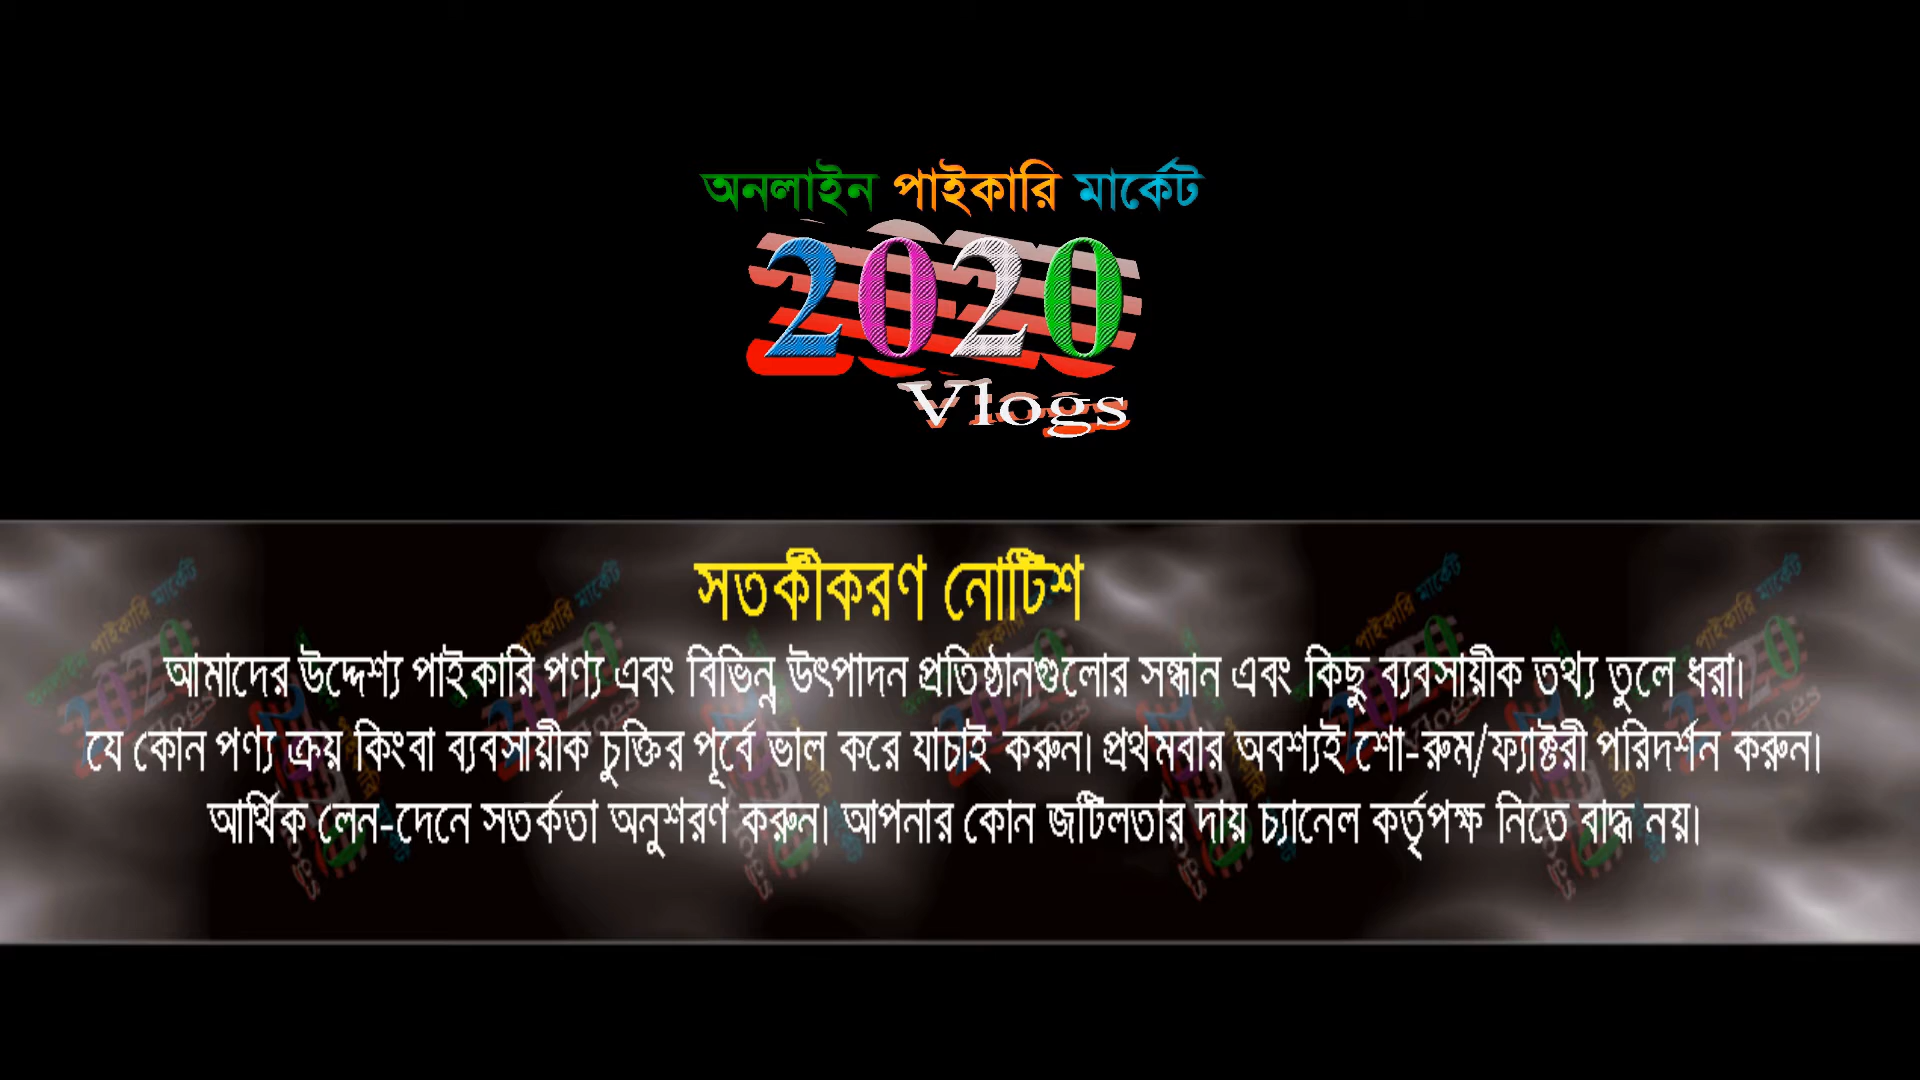 অনলাইন পাইকারি মার্কেট
2020
Vlogs
সতর্কীকরণ নোটিশ
আমাদের উদ্দেশ্য পাইকারি পণ্য এবং বিভিন্ন উৎপাদন প্রতিষ্ঠানগুলোর সন্ধান এবং কিছু ব্যবসায়ীক তথ্য তুলে ধরা।
যে কোন পণ্য ক্রয় কিংবা ব্যবসায়ীক চুক্তির পূর্বে ভাল করে যাচাই করুন। প্রথমবার অবশ্যই শো-রুম/ফ্যাক্টরী পরিদর্শন করুন।
আর্থিক লেন-দেনে সতর্কতা অনুশরণ করুন। আপনার কোন জটিলতার দায় চ্যানেল কর্তৃপক্ষ নিতে বাদ্ধ নয়।